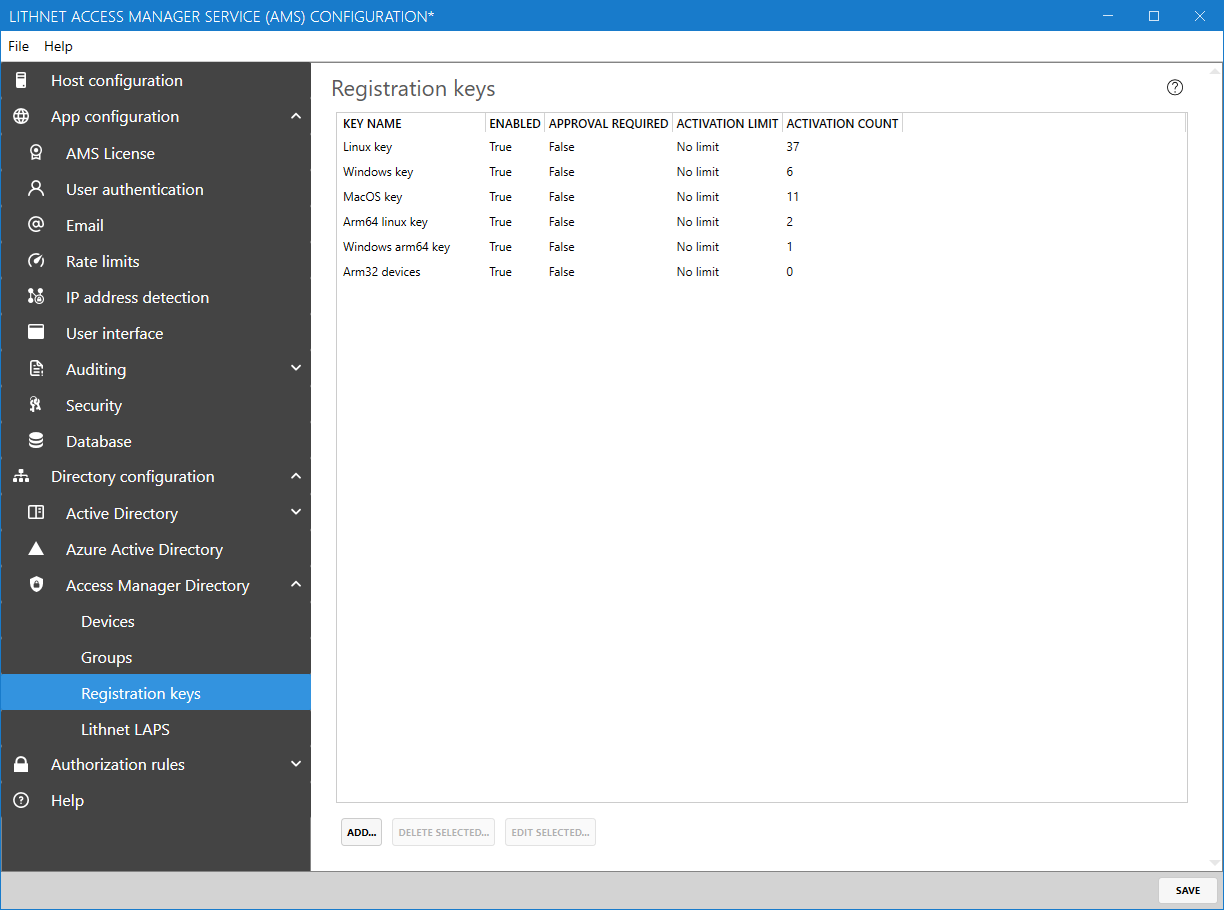 LITHNET ACCESS MANAGER SERVICE (AMS) CONFIGURATION*
File Help
Host configuration
App configuration
AMS License
User authentication
Email
Rate limits
IP address detection
User interface
Auditing
Security
Database
Directory configuration
Active Directory
Azure Active Directory
Access Manager Directory
Devices
Groups
Registration keys
Lithnet LAPS
Authorization rules
Help
Registration keys
KEY NAME ENABLED APPROVAL REQUIRED ACTIVATION LIMIT ACTIVATION COUNT
Linux key True False No limit 37
Windows key True False No limit 6
MacOS key True False No limit 11
Arm64 linux key True False No limit 2
Windows arm64 key True False No limit 1
Arm32 devices True False No limit 0
ADD... DELETE SELECTED... EDIT SELECTED...
SAVE